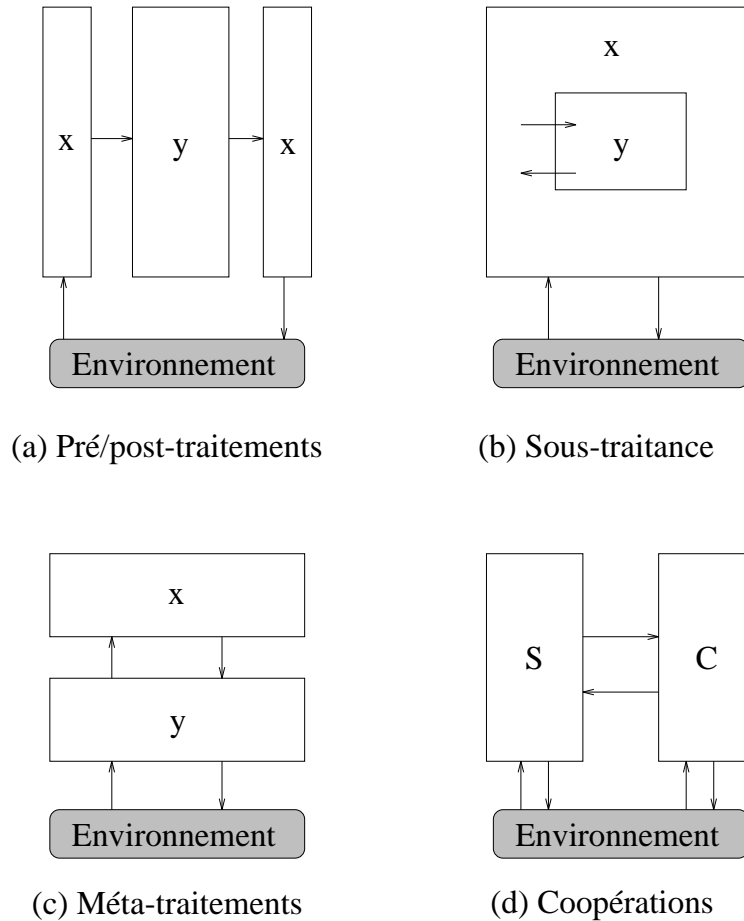 x
y
x
Environnement
(a) Pré/post-traitements
x
y
Environnement
(b) Sous-traitance
x
y
Environnement
(c) Méta-traitements
S
C
Environnement
(d) Coopérations